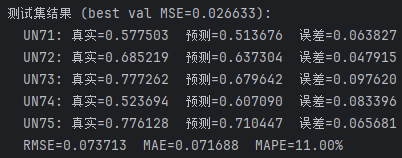 测试集结果 (best val MSE=0.026633):
UN71: 真实=0.577503  预测=0.513676  误差=0.063827
UN72: 真实=0.685219  预测=0.637304  误差=0.047915
UN73: 真实=0.777262  预测=0.679642  误差=0.097620
UN74: 真实=0.523694  预测=0.607090  误差=0.083396
UN75: 真实=0.776128  预测=0.710447  误差=0.065681
RMSE=0.073713  MAE=0.071688  MAPE=11.00%